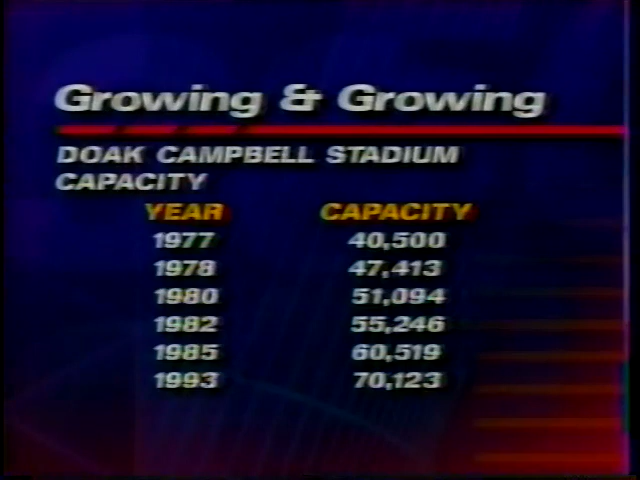 Growing & Growing
DOAK CAMPBELL STADIUM
CAPACITY
YEAR CAPACITY
1977 40,500
1978 47,413
1980 51,094
1982 55,246
1985 60,519
1993 70,123